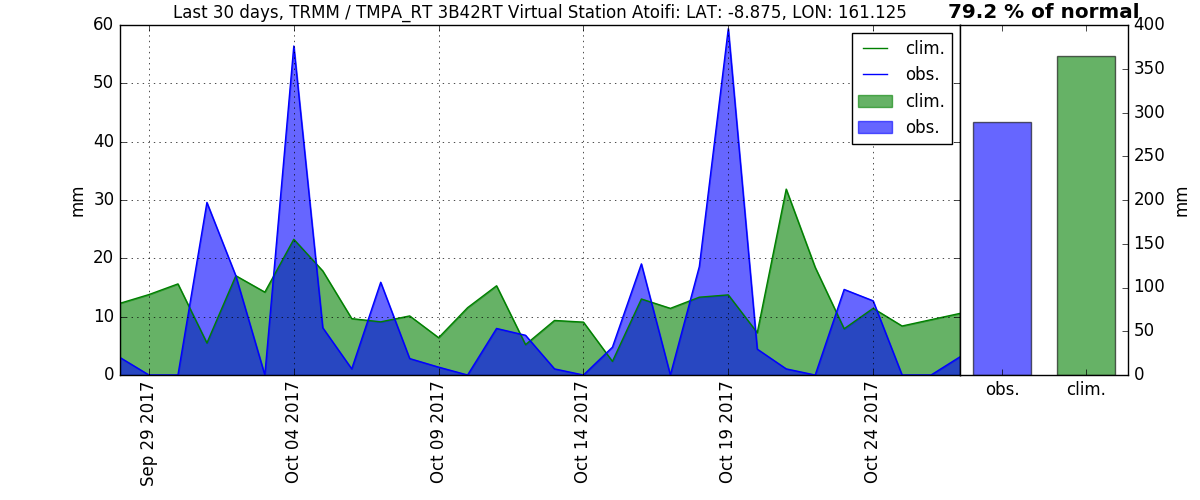 Last 30 days, TRMM / TMPA_RT 3B42RT Virtual Station Atoifi: LAT: -8.875, LON: 161.125
79.2 % of normal
60
50
40
30
20
10
0
mm
clim.
obs.
clim.
obs.
Sep 29 2017
Oct 04 2017
Oct 09 2017
Oct 14 2017
Oct 19 2017
Oct 24 2017
400
350
300
250
200
150
100
50
0
mm
obs.
clim.